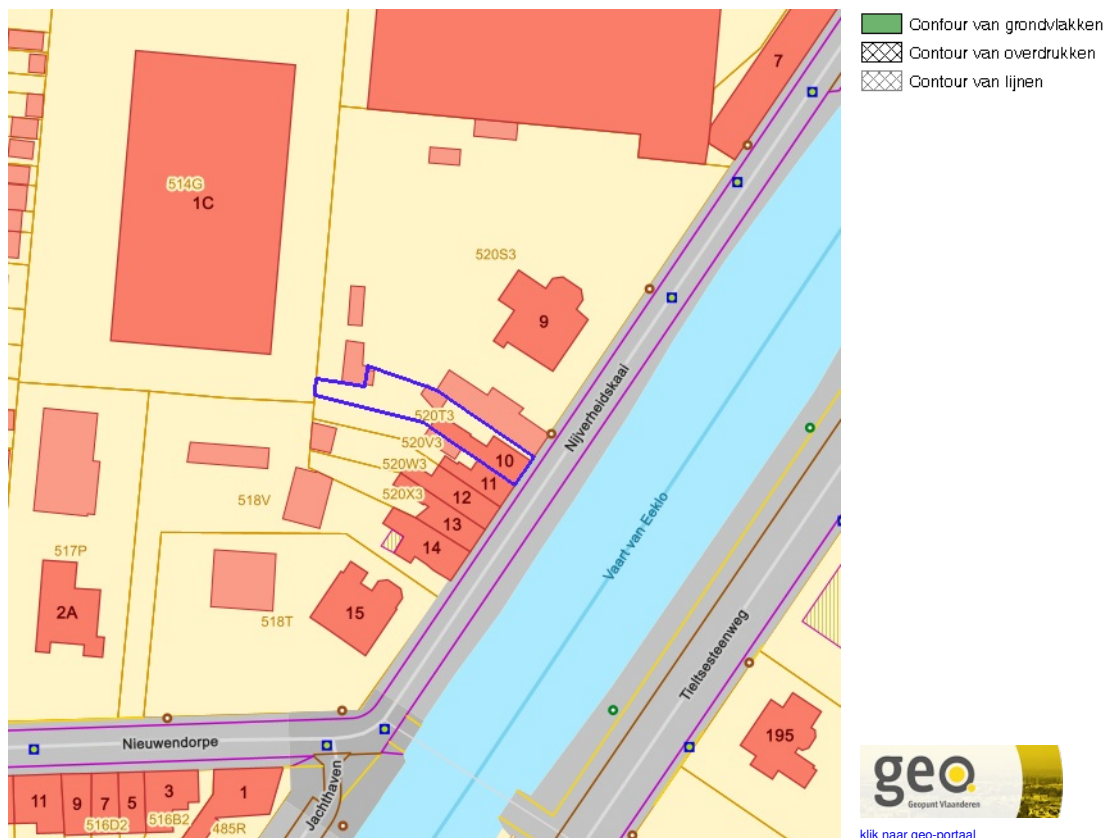 Contour van grondvlakken
Contour van overdrukken
Contour van lijnen
7
514G
1C
520S3
9
Nijverheidskaai
520T3
520V3
10
520W3
11
520X3
12
13
14
518V
Vaart van Eeklo
517P
2A
518T
15
Tieltsesteenweg
195
Nieuwendorpe
Jachthaven
11
9
7
5
3
1
516D2
516B2
485R
geo.
Geopunt Vlaanderen
klik naar geo-portaal